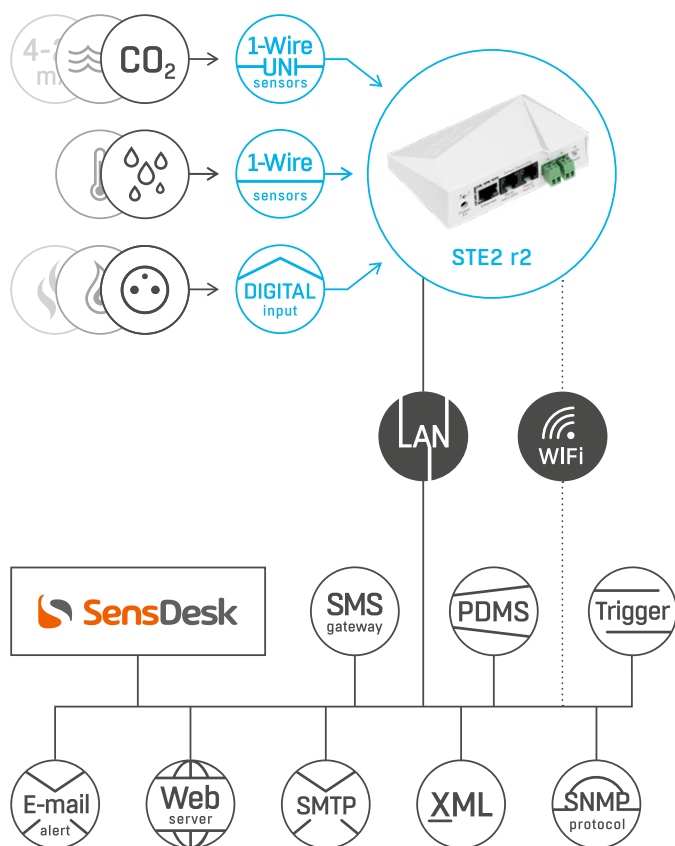 4-
m
CO₂
1-Wire
UNI
sensors
1-Wire
sensors
DIGITAL
input
STE2 r2
LAN
WiFi
SensDesk
SMS
gateway
PDMS
Trigger
E-mail
alert
Web
server
SMTP
XML
SNMP
protocol